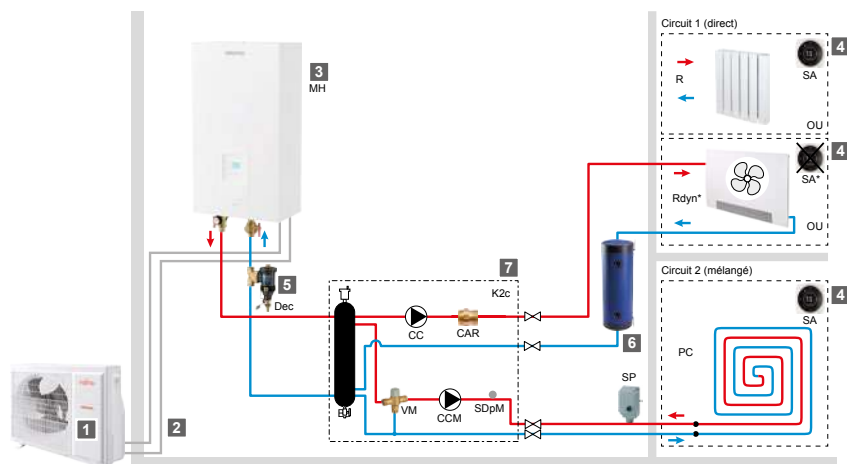 Circuit 1 (direct)
4
SA
R
OU
3
MH
4
SA*
Rdyn*
OU
7
K2c
5
Dec
CC
CAR
6
Circuit 2 (mélangé)
4
SA
PC
SP
VM
CCM
SDpM
1
2